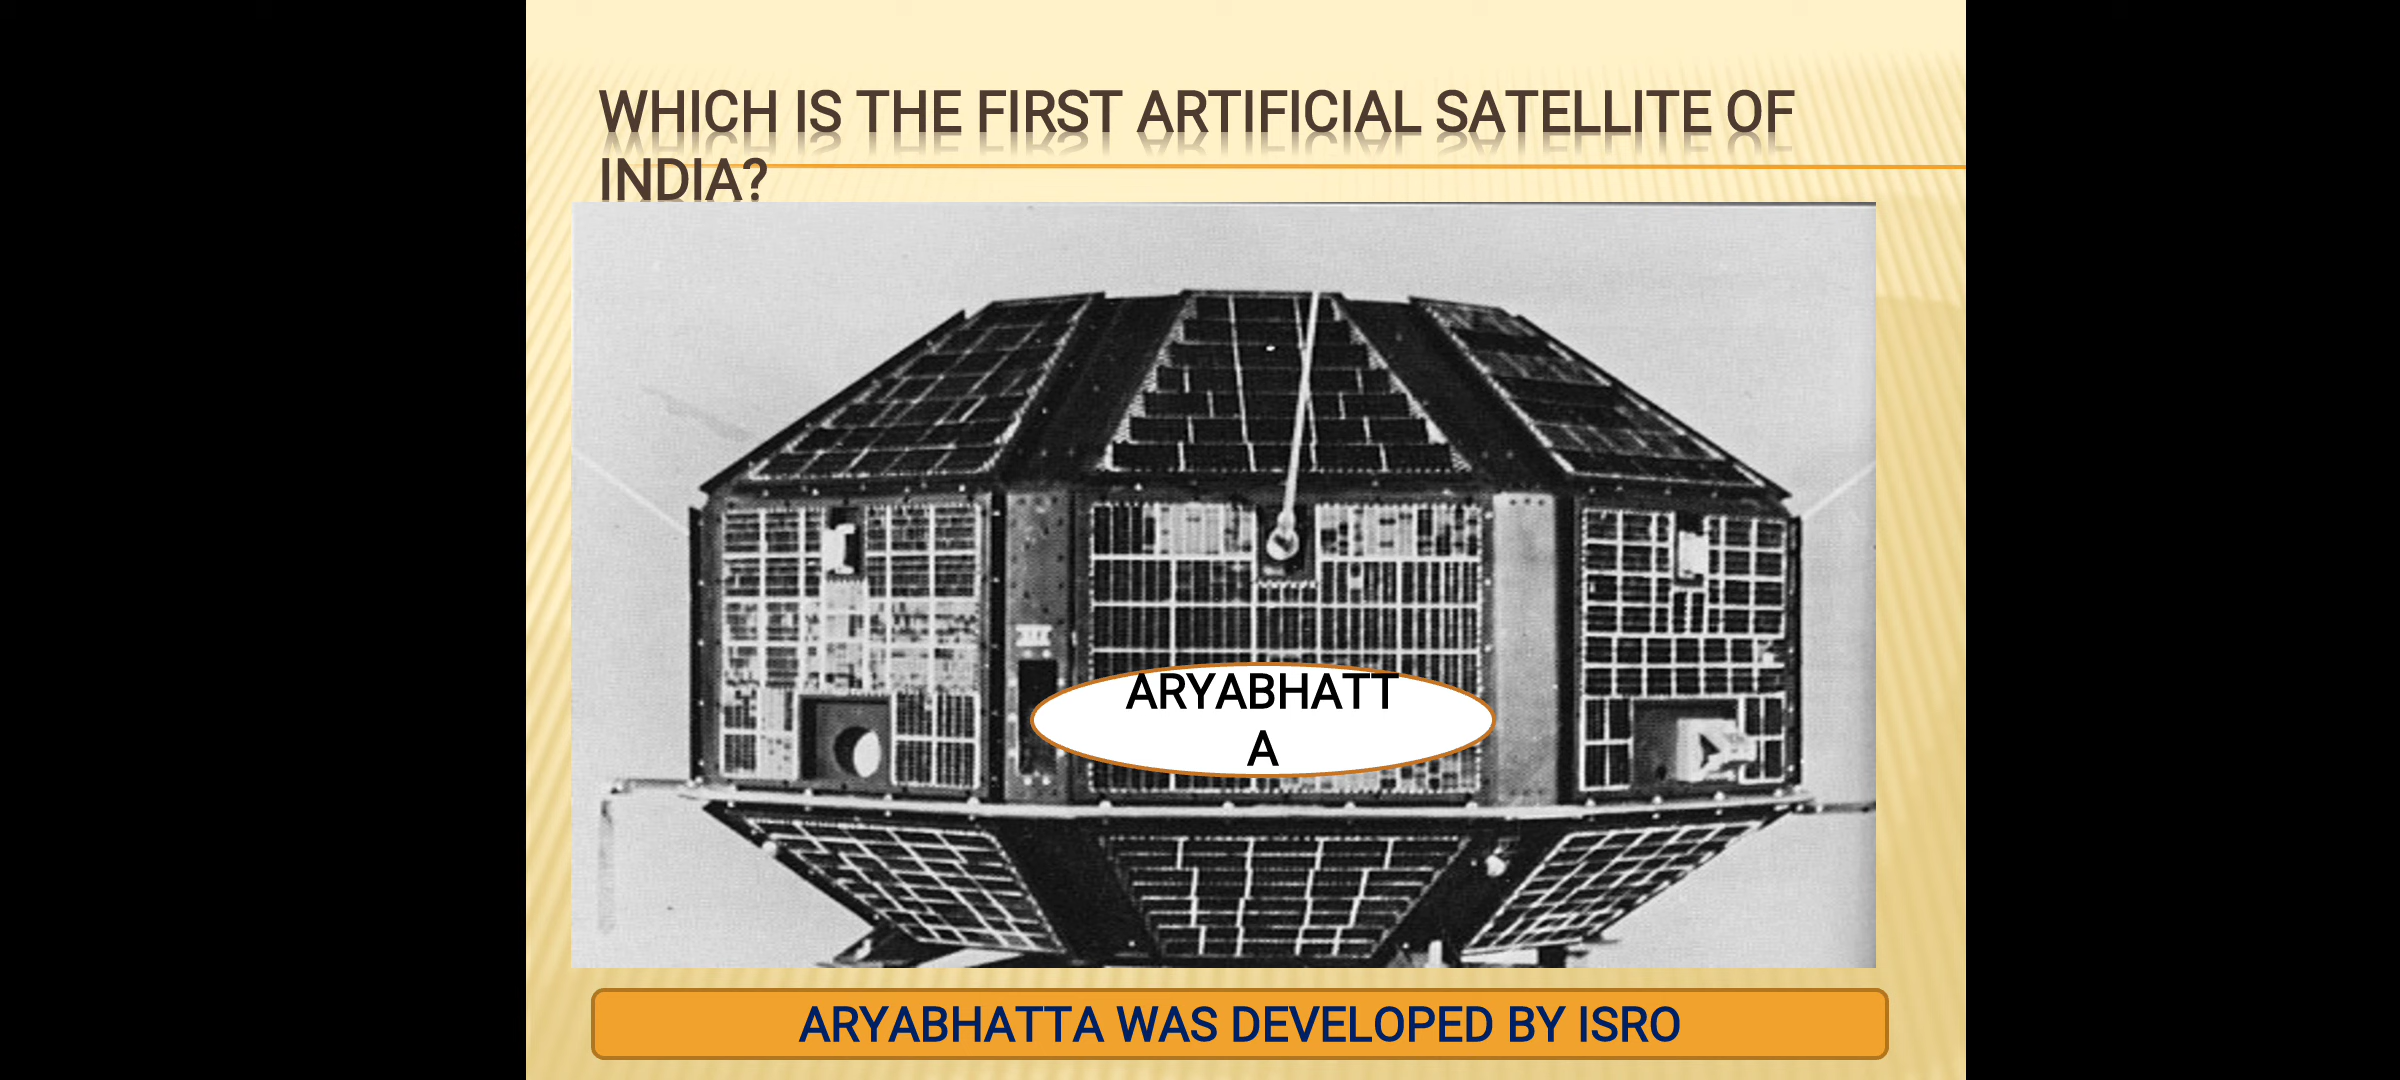 WHICH IS THE FIRST ARTIFICIAL SATELLITE OF
INDIA?
ARYABHATT
A
ARYABHATTA WAS DEVELOPED BY ISRO